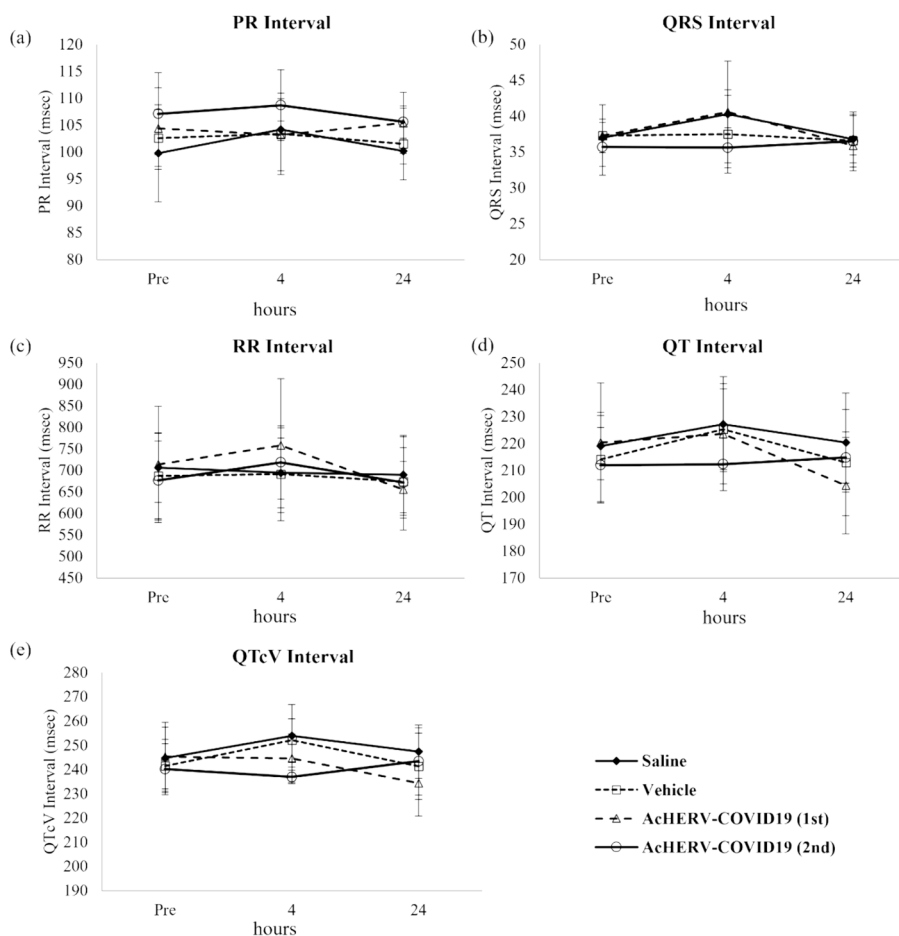 (a)
PR Interval
120
115
110
105
100
95
90
85
80
PR Interval (msec)
Pre 4 24
hours
(b)
QRS Interval
50
45
40
35
30
25
20
QRS Interval (msec)
Pre 4 24
hours
(c)
RR Interval
950
900
850
800
750
700
650
600
550
500
450
RR Interval (msec)
Pre 4 24
hours
(d)
QT Interval
250
240
230
220
210
200
190
180
170
QT Interval (msec)
Pre 4 24
hours
(e)
QTcV Interval
280
270
260
250
240
230
220
210
200
190
QTcV Interval (msec)
Pre 4 24
hours
Saline
Vehicle
AcHERV-COVID19 (1st)
AcHERV-COVID19 (2nd)